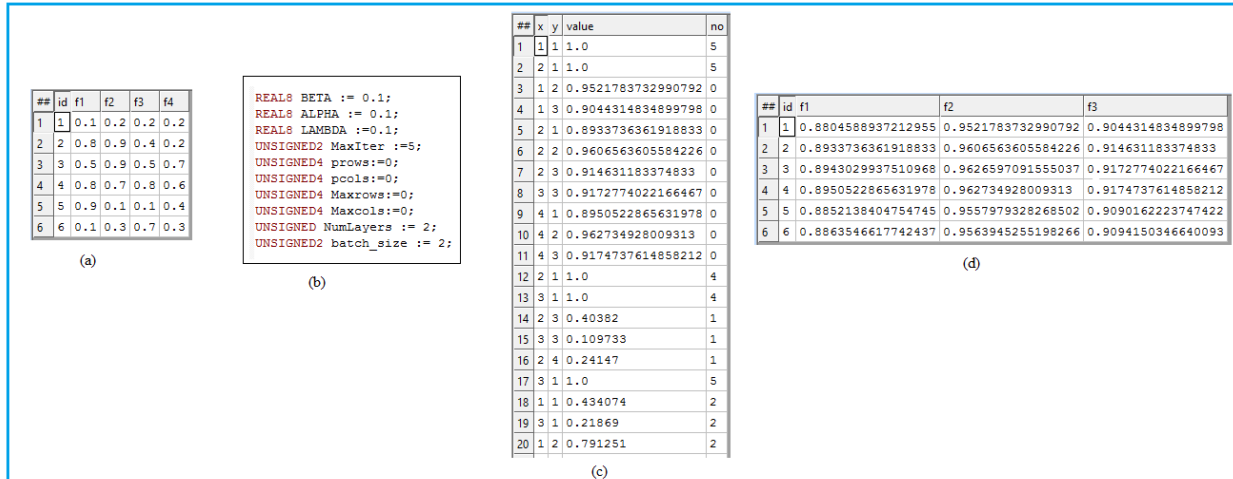 ## id f1 f2 f3 f4
1 1 0.1 0.2 0.2 0.2
2 2 0.8 0.9 0.4 0.2
3 3 0.5 0.9 0.5 0.7
4 4 0.8 0.7 0.8 0.6
5 5 0.9 0.1 0.1 0.4
6 6 0.1 0.3 0.7 0.3
(a)
REAL8 BETA := 0.1;
REAL8 ALPHA := 0.1;
REAL8 LAMBDA :=0.1;
UNSIGNED2 MaxIter :=5;
UNSIGNED4 prows:=0;
UNSIGNED4 pcols:=0;
UNSIGNED4 Maxrows:=0;
UNSIGNED4 Maxcols:=0;
UNSIGNED NumLayers := 2;
UNSIGNED2 batch_size := 2;
(b)
## x y value no
1 1 1 1.0 5
2 2 1 1.0 5
3 1 2 0.9521783732990792 0
4 1 3 0.9044314834899798 0
5 2 1 0.8933736361918833 0
6 2 2 0.9606563605584226 0
7 2 3 0.914631183374833 0
8 3 3 0.9172774022166467 0
9 4 1 0.8950522865631978 0
10 4 2 0.962734928009313 0
11 4 3 0.9174737614858212 0
12 2 1 1.0 4
13 3 1 1.0 4
14 2 3 0.40382 1
15 3 3 0.109733 1
16 2 4 0.24147 1
17 3 1 1.0 5
18 1 1 0.434074 2
19 3 1 0.21869 2
20 1 2 0.791251 2
(c)
## id f1 f2 f3
1 1 0.8804588937212955 0.9521783732990792 0.9044314834899798
2 2 0.8933736361918833 0.9606563605584226 0.914631183374833
3 3 0.8943029937510968 0.9626597091555037 0.9172774022166467
4 4 0.8950522865631978 0.962734928009313 0.9174737614858212
5 5 0.8852138404754745 0.9557979328268502 0.9090162223747422
6 6 0.8863546617742437 0.9563945255198266 0.9094150346640093
(d)